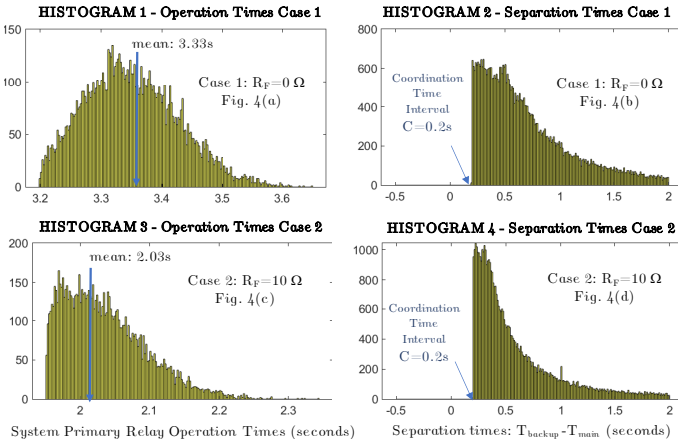 HISTOGRAM 1 - Operation Times Case 1
150
100
50
0
3.2
3.3
3.4
3.5
3.6
mean: 3.33s
Case 1: R_F=0 Ω
Fig. 4(a)
HISTOGRAM 2 - Separation Times Case 1
800
600
400
200
0
-0.5
0
0.5
1
1.5
2
Coordination
Time
Interval
C=0.2s
Case 1: R_F=0 Ω
Fig. 4(b)
HISTOGRAM 3 - Operation Times Case 2
200
150
100
50
0
2
2.1
2.2
2.3
mean: 2.03s
Case 2: R_F=10 Ω
Fig. 4(c)
System Primary Relay Operation Times (seconds)
HISTOGRAM 4 - Separation Times Case 2
1000
800
600
400
200
0
-0.5
0
0.5
1
1.5
2
Coordination
Time
Interval
C=0.2s
Case 2: R_F=10 Ω
Fig. 4(d)
Separation times: T_backup-T_main (seconds)